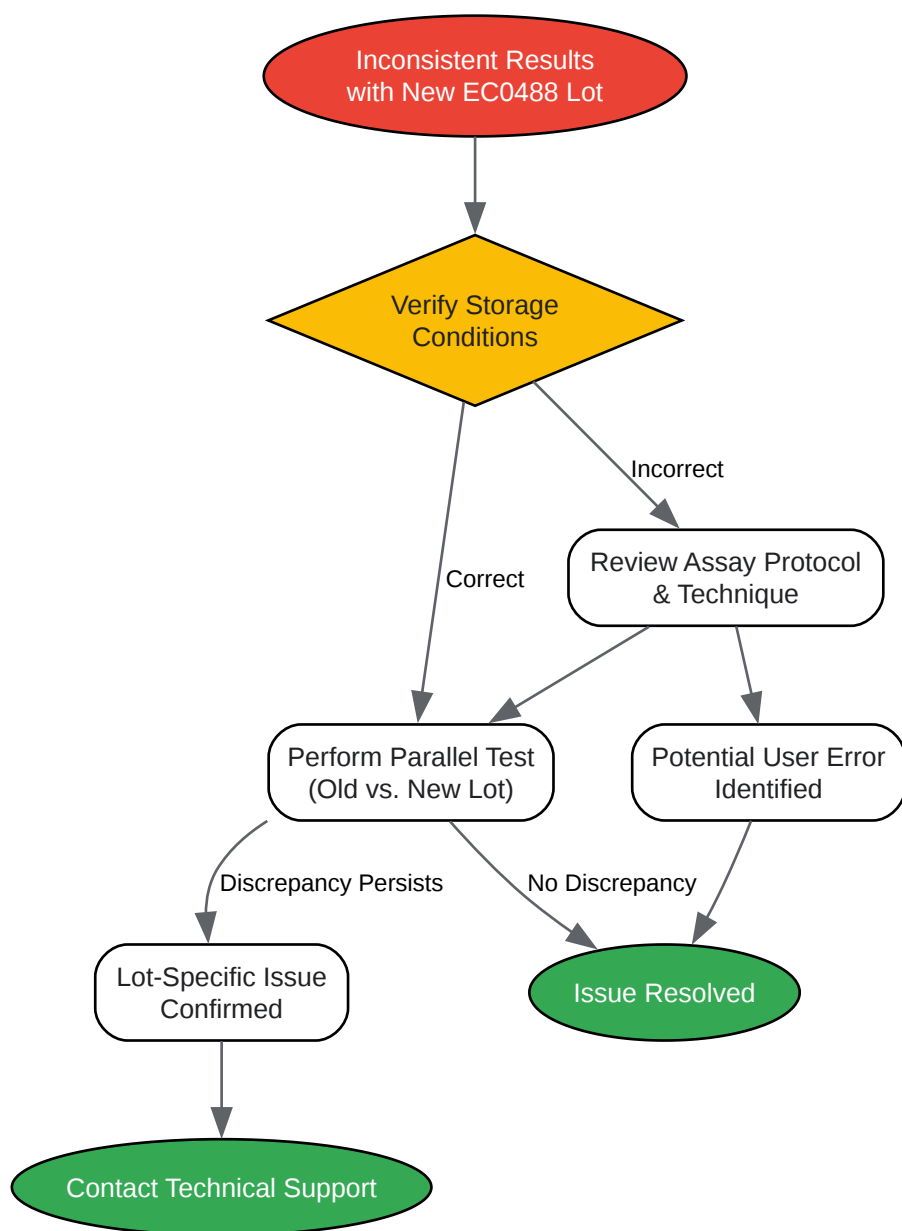 Inconsistent Results
with New EC0488 Lot
Verify Storage
Conditions
Incorrect
Review Assay Protocol
& Technique
Correct
Perform Parallel Test
(Old vs. New Lot)
Potential User Error
Identified
Discrepancy Persists
No Discrepancy
Lot-Specific Issue
Confirmed
Issue Resolved
Contact Technical Support